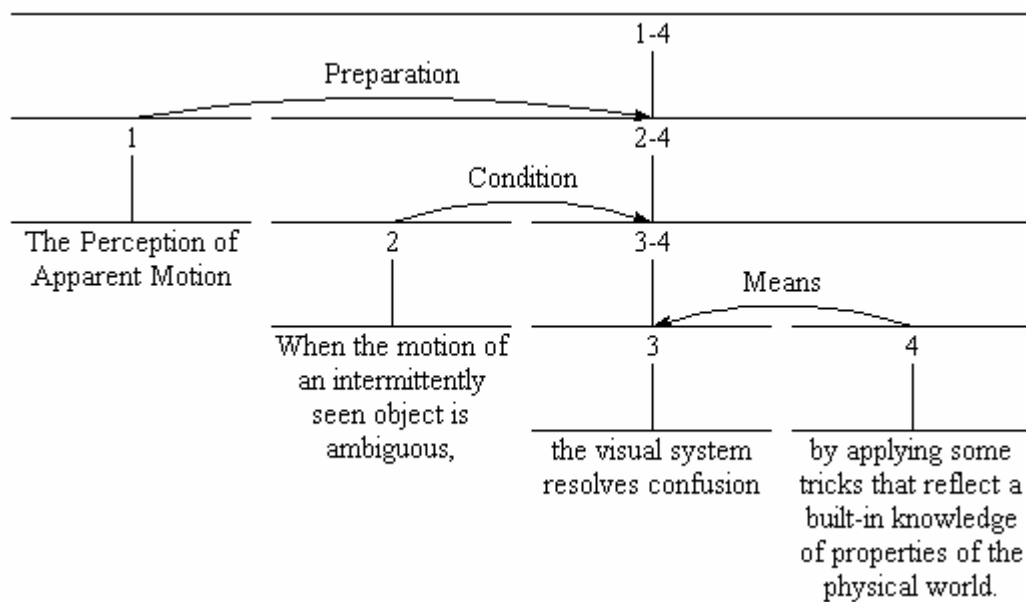 1-4
Preparation
1
2-4
Condition
The Perception of
Apparent Motion
2
3-4
Means
When the motion of
an intermittently
seen object is
ambiguous,
3
4
the visual system
resolves confusion
by applying some
tricks that reflect a
built-in knowledge
of properties of the
physical world.